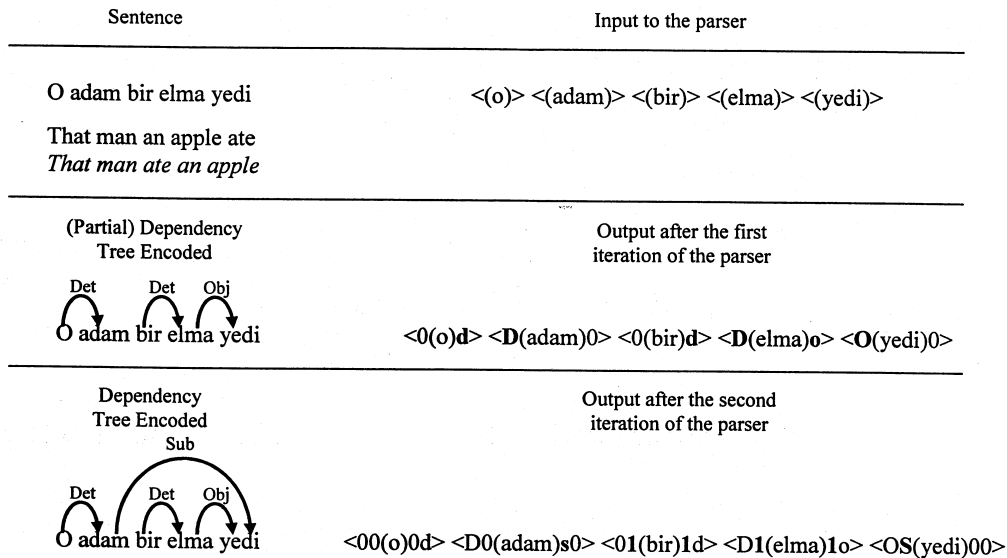 Sentence
Input to the parser
O adam bir elma yedi
<(o)> <(adam)> <(bir)> <(elma)> <(yedi)>
That man an apple ate
That man ate an apple
(Partial) Dependency
Tree Encoded
Output after the first
iteration of the parser
Det Det Obj
O adam bir elma yedi
<0(o)d> <D(adam)0> <0(bir)d> <D(elma)o> <O(yedi)0>
Dependency
Tree Encoded
Output after the second
iteration of the parser
Sub
Det Det Obj
O adam bir elma yedi
<00(o)0d> <D0(adam)s0> <01(bir)1d> <D1(elma)1o> <OS(yedi)00>